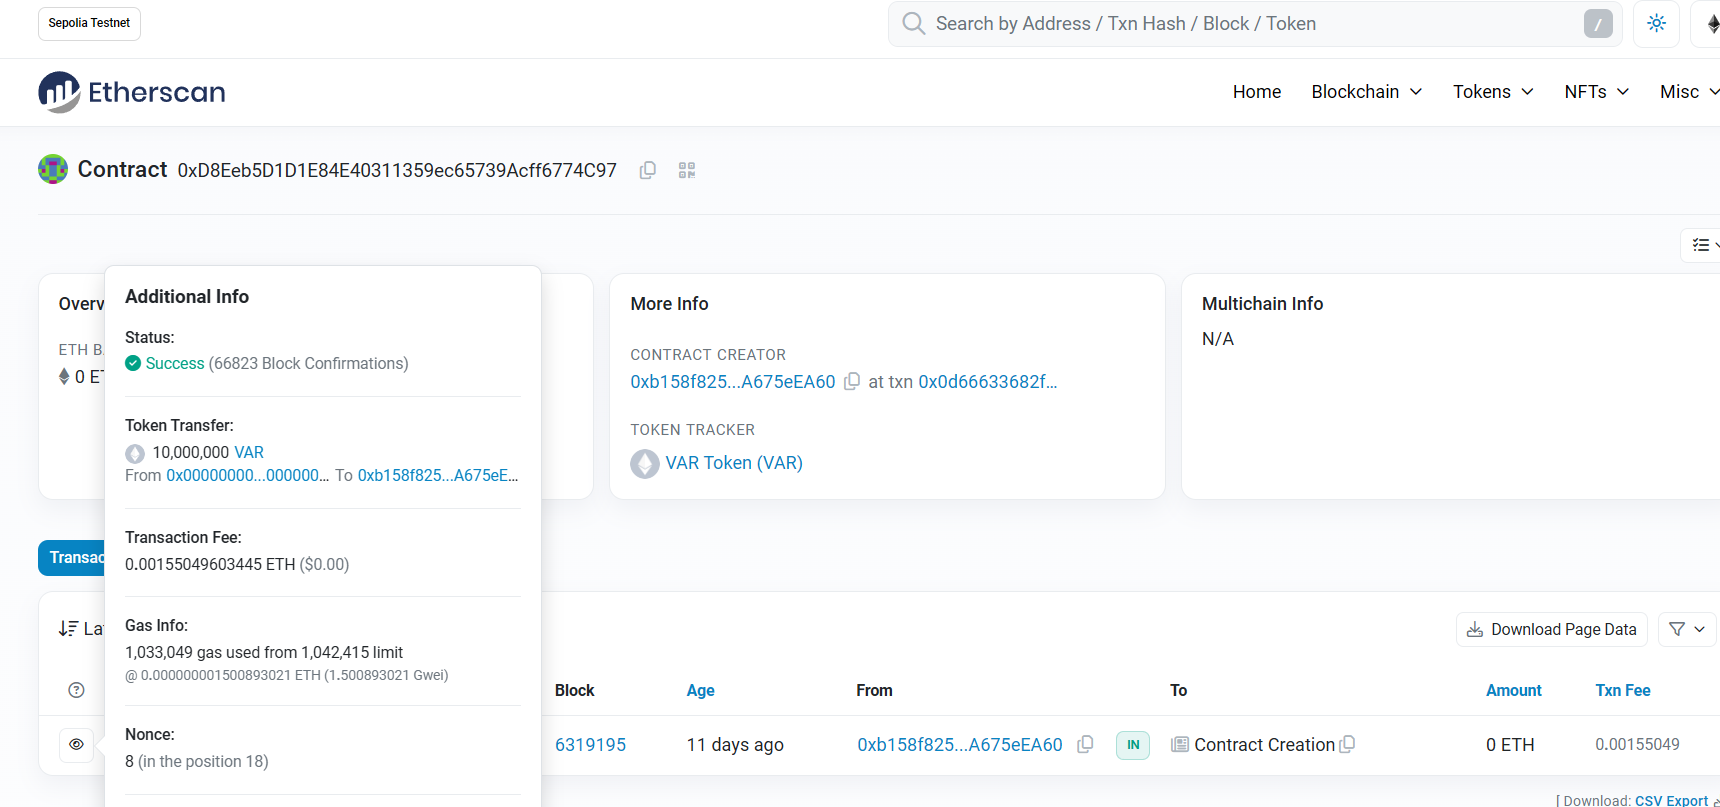 Sepolia Testnet
Search by Address / Txn Hash / Block / Token
/
Etherscan
Home
Blockchain
Tokens
NFTs
Misc
Contract 0xD8Eeb5D1D1E84E40311359ec65739Acff6774C97
Overv
ETH B
0 ET
Additional Info
Status:
Success (66823 Block Confirmations)
Token Transfer:
10,000,000 VAR
From 0x00000000...000000... To 0xb158f825...A675eE...
Transaction Fee:
0.00155049603445 ETH ($0.00)
Gas Info:
1,033,049 gas used from 1,042,415 limit
@ 0.000000001500893021 ETH (1.500893021 Gwei)
Nonce:
8 (in the position 18)
More Info
CONTRACT CREATOR
0xb158f825...A675eEA60 at txn 0x0d66633682f...
TOKEN TRACKER
VAR Token (VAR)
Multichain Info
N/A
Transac
Lat
Download Page Data
?
Block
Age
From
To
Amount
Txn Fee
6319195
11 days ago
0xb158f825...A675eEA60
IN
Contract Creation
0 ETH
0.00155049
[ Download: CSV Export